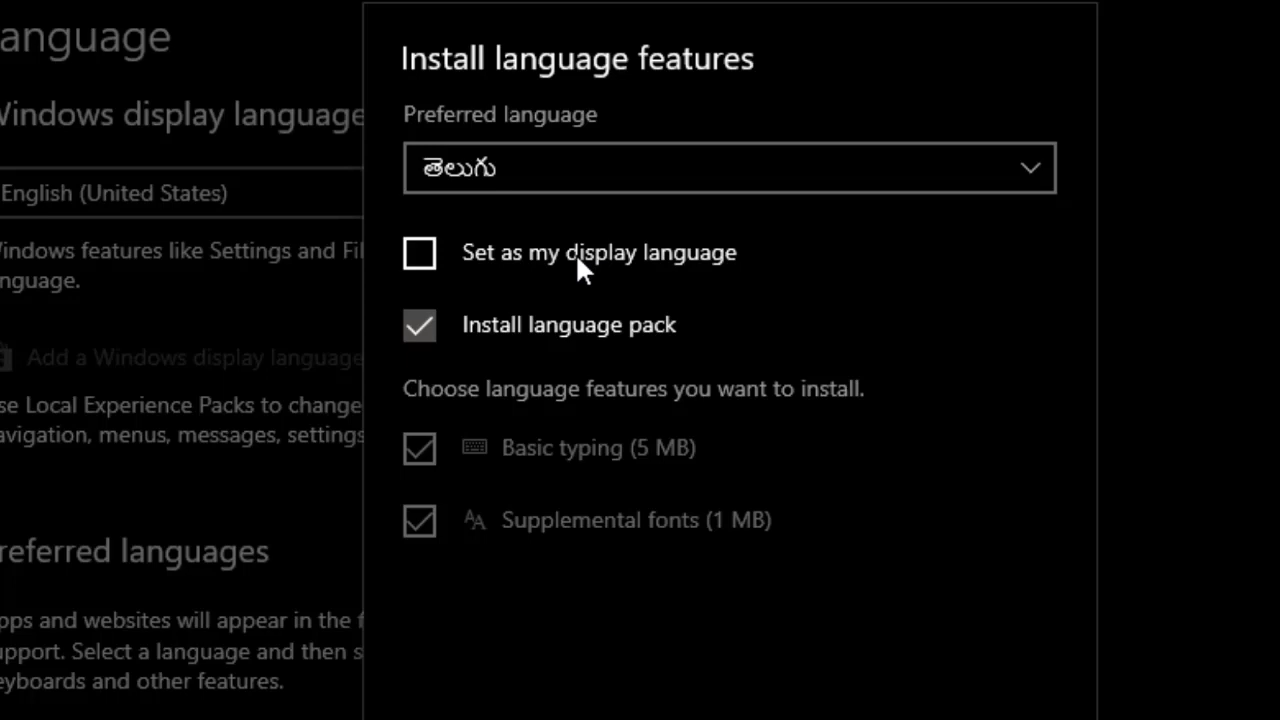 anguage
Windows display language
English (United States)
Windows features like Settings and Fil
nguage.
Add a Windows display language
se Local Experience Packs to change
avigation, menus, messages, settings
referred languages
pps and websites will appear in the f
upport. Select a language and then s
eyboards and other features.
Install language features
Preferred language
తెలుగు
Set as my display language
Install language pack
Choose language features you want to install.
Basic typing (5 MB)
Supplemental fonts (1 MB)